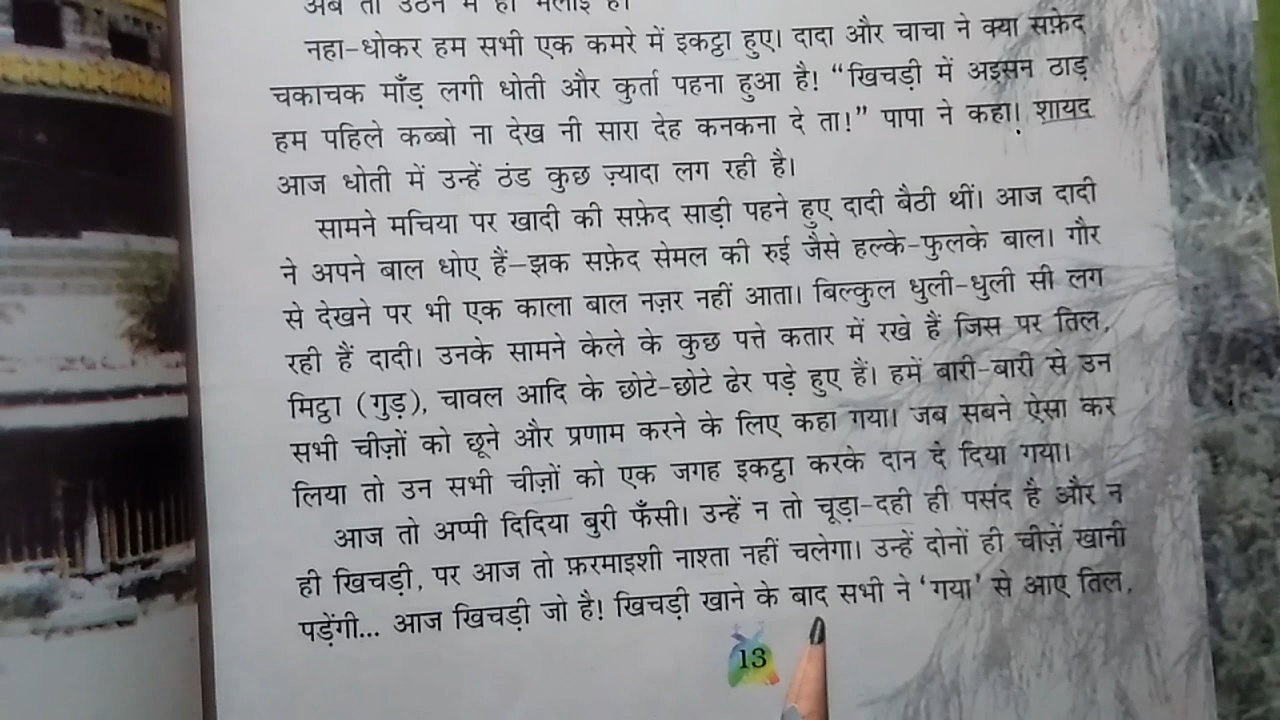 अब तो उठने में ही भलाई है।
नहा-धोकर हम सभी एक कमरे में इकट्ठा हुए। दादा और चाचा ने क्या सफ़ेद
चकाचक माँड़ लगी धोती और कुर्ता पहना हुआ है! “खिचड़ी में अइसन ठाड़
हम पहिले कब्बो ना देख नी सारा देह कनकना दे ता!” पापा ने कहा। शायद
आज धोती में उन्हें ठंड कुछ ज़्यादा लग रही है।
सामने मचिया पर खादी की सफ़ेद साड़ी पहने हुए दादी बैठी थीं। आज दादी
ने अपने बाल धोए हैं–झक सफ़ेद सेमल की रुई जैसे हल्के-फुलके बाल। गौर
से देखने पर भी एक काला बाल नज़र नहीं आता। बिल्कुल धुली-धुली सी लग
रही हैं दादी। उनके सामने केले के कुछ पत्ते कतार में रखे हैं जिस पर तिल,
मिट्ठा (गुड़), चावल आदि के छोटे-छोटे ढेर पड़े हुए हैं। हमें बारी-बारी से उन
सभी चीज़ों को छूने और प्रणाम करने के लिए कहा गया। जब सबने ऐसा कर
लिया तो उन सभी चीज़ों को एक जगह इकट्ठा करके दान दे दिया गया।
आज तो अप्पी दिदिया बुरी फँसी। उन्हें न तो चूड़ा-दही ही पसंद है और न
ही खिचड़ी, पर आज तो फ़रमाइशी नाश्ता नहीं चलेगा। उन्हें दोनों ही चीज़ें खानी
पड़ेंगी... आज खिचड़ी जो है! खिचड़ी खाने के बाद सभी ने ‘गया’ से आए तिल,
13